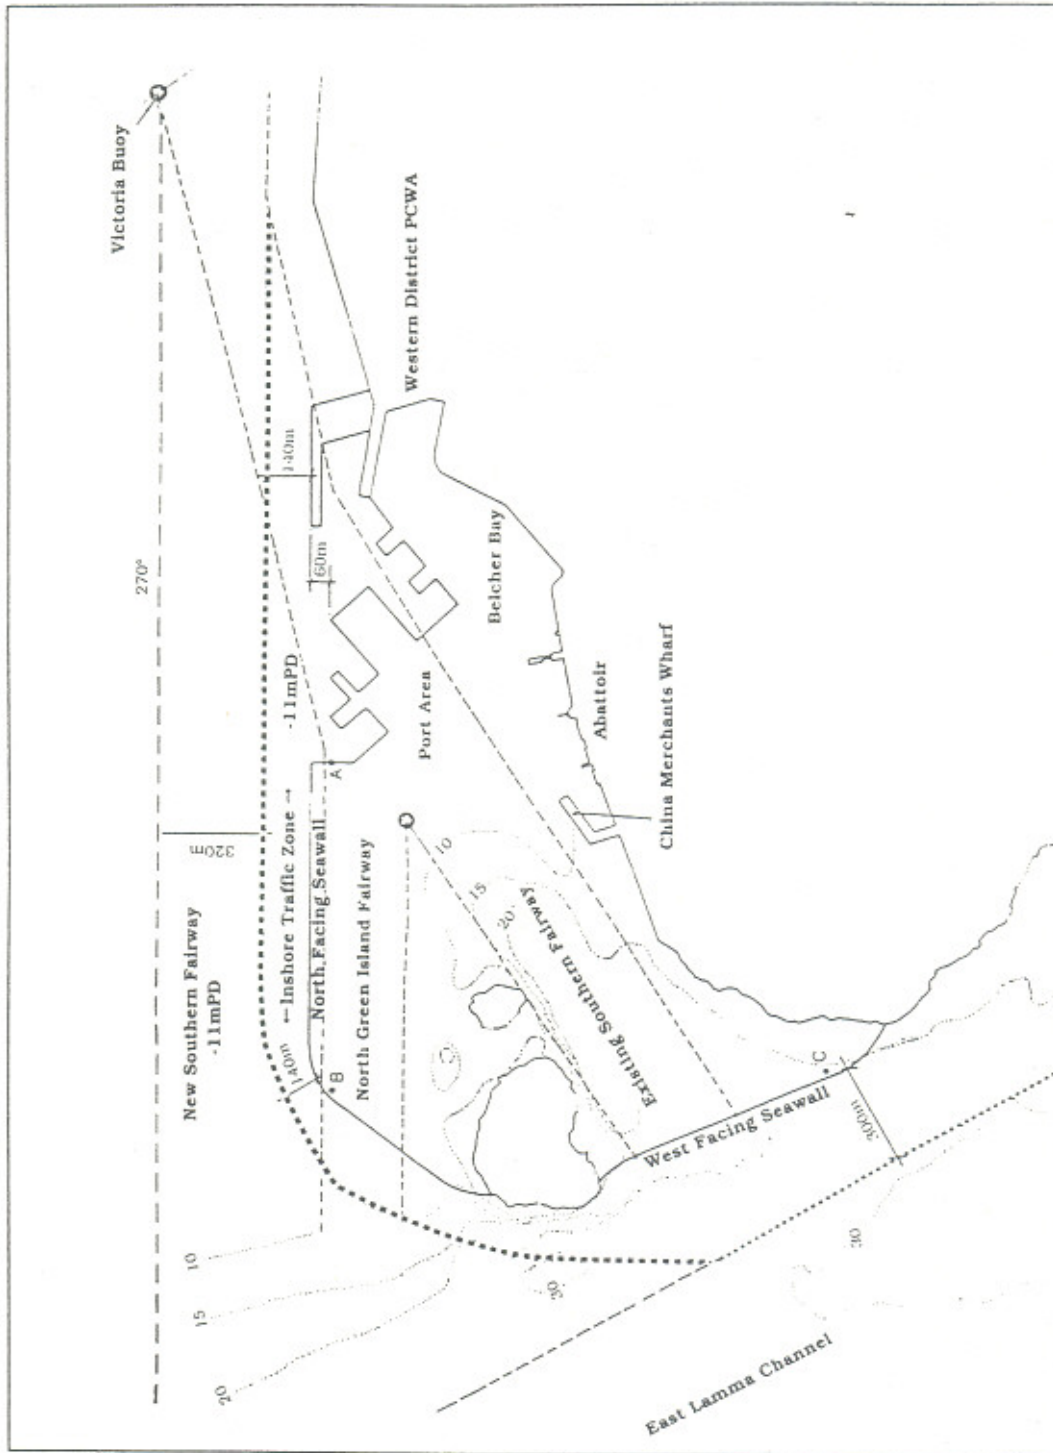 Victoria Buoy
270°
Western District PCWA
140m
60m
Belcher Bay
-11mPD
Port Area
Abattoir
China Merchants Wharf
A
320m
←Inshore Traffic Zone→
North Facing Seawall
North Green Island Fairway
10
15
20
Existing Southern Fairway
New Southern Fairway
-11mPD
140m
B
C
West Facing Seawall
300m
30
10
15
20
30
East Lamma Channel